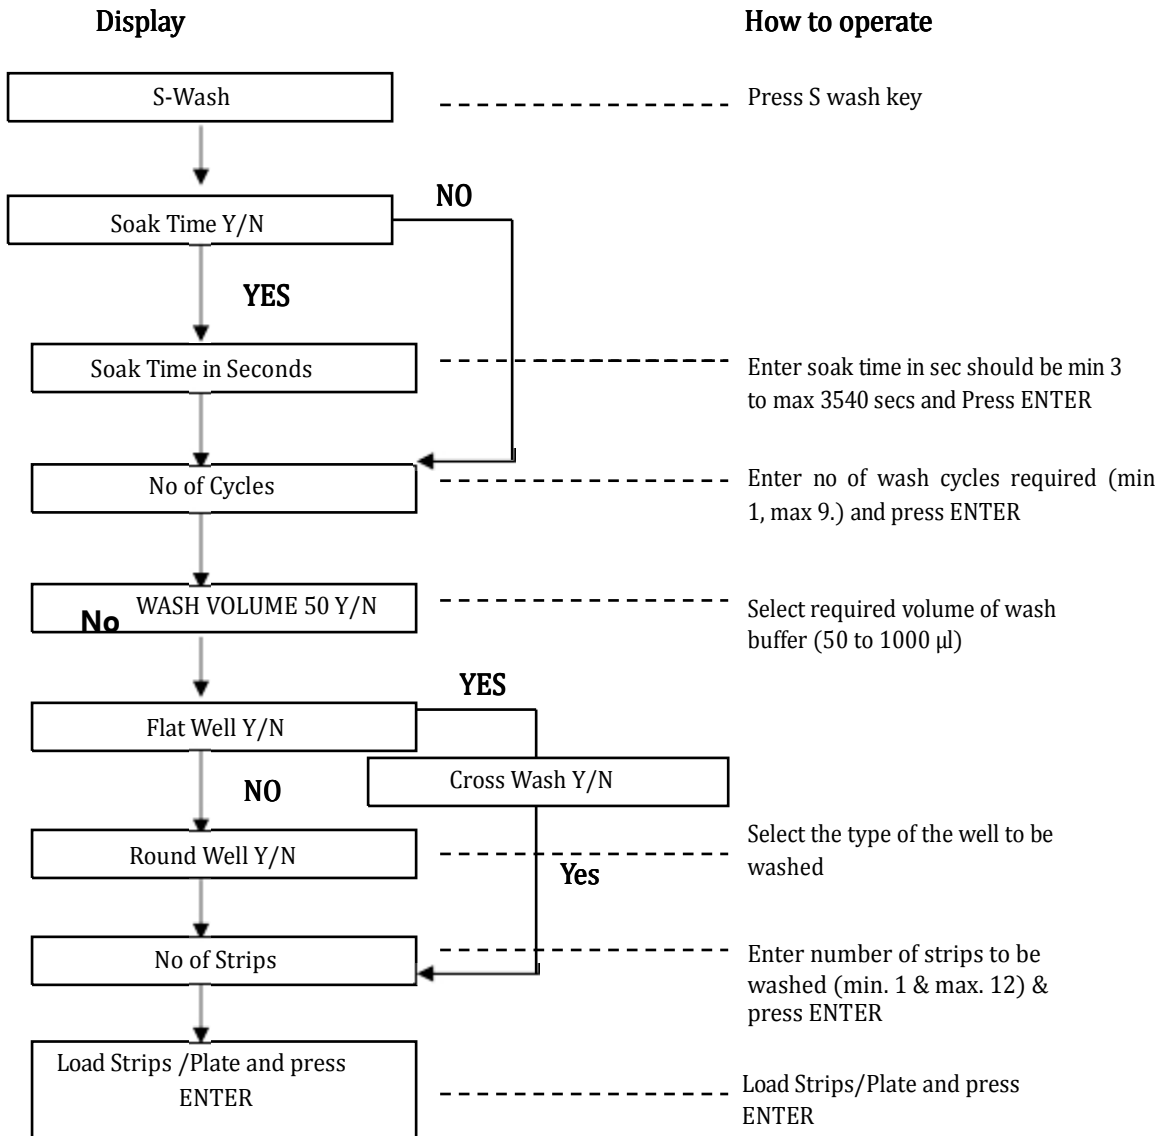 Display
How to operate
S-Wash
Press S wash key
NO
Soak Time Y/N
YES
Soak Time in Seconds
Enter soak time in sec should be min 3
to max 3540 secs and Press ENTER
No of Cycles
Enter no of wash cycles required (min
1, max 9.) and press ENTER
WASH VOLUME 50 Y/N
No
Select required volume of wash
buffer (50 to 1000 µl)
YES
Flat Well Y/N
Cross Wash Y/N
NO
Round Well Y/N
Select the type of the well to be
washed
Yes
No of Strips
Enter number of strips to be
washed (min. 1 & max. 12) &
press ENTER
Load Strips /Plate and press
ENTER
Load Strips/Plate and press
ENTER